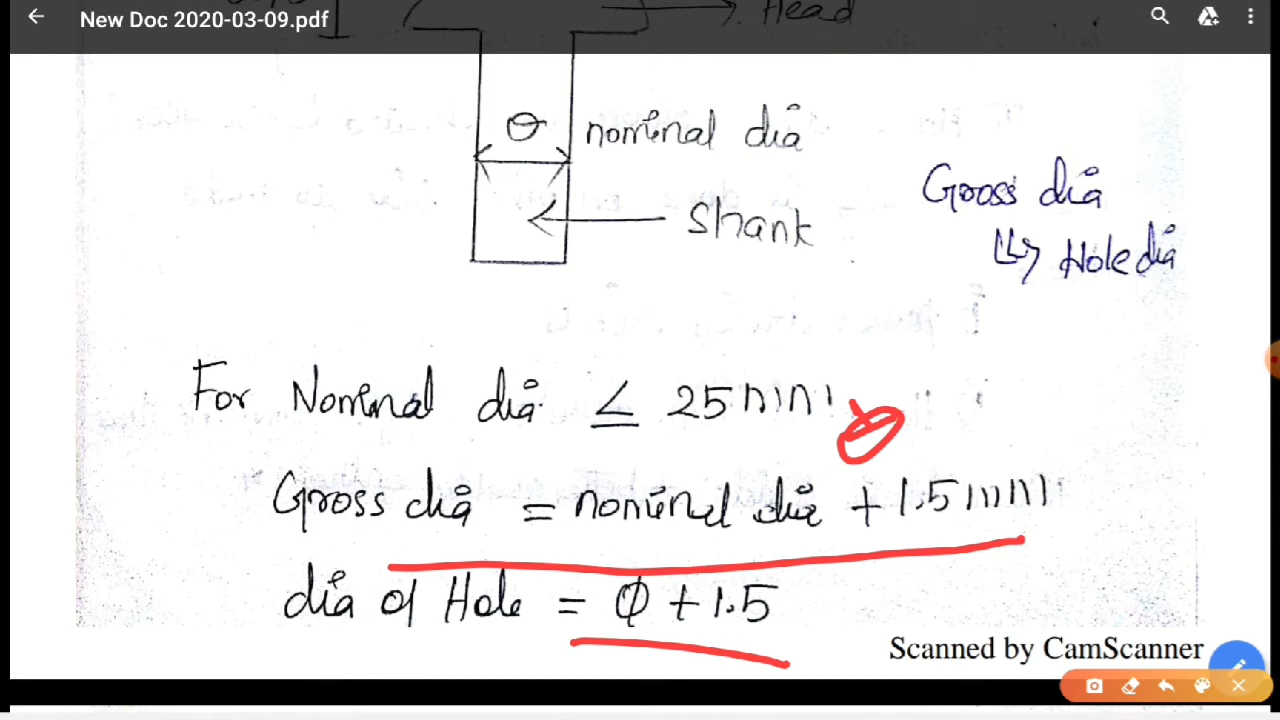 New Doc 2020-03-09.pdf
Head
Φ nominal dia
Shank
Gross dia
Hole dia
For Nominal dia ≤ 25mm
Gross dia = nominal dia + 1.5mm
dia of Hole = Φ + 1.5
Scanned by CamScanner